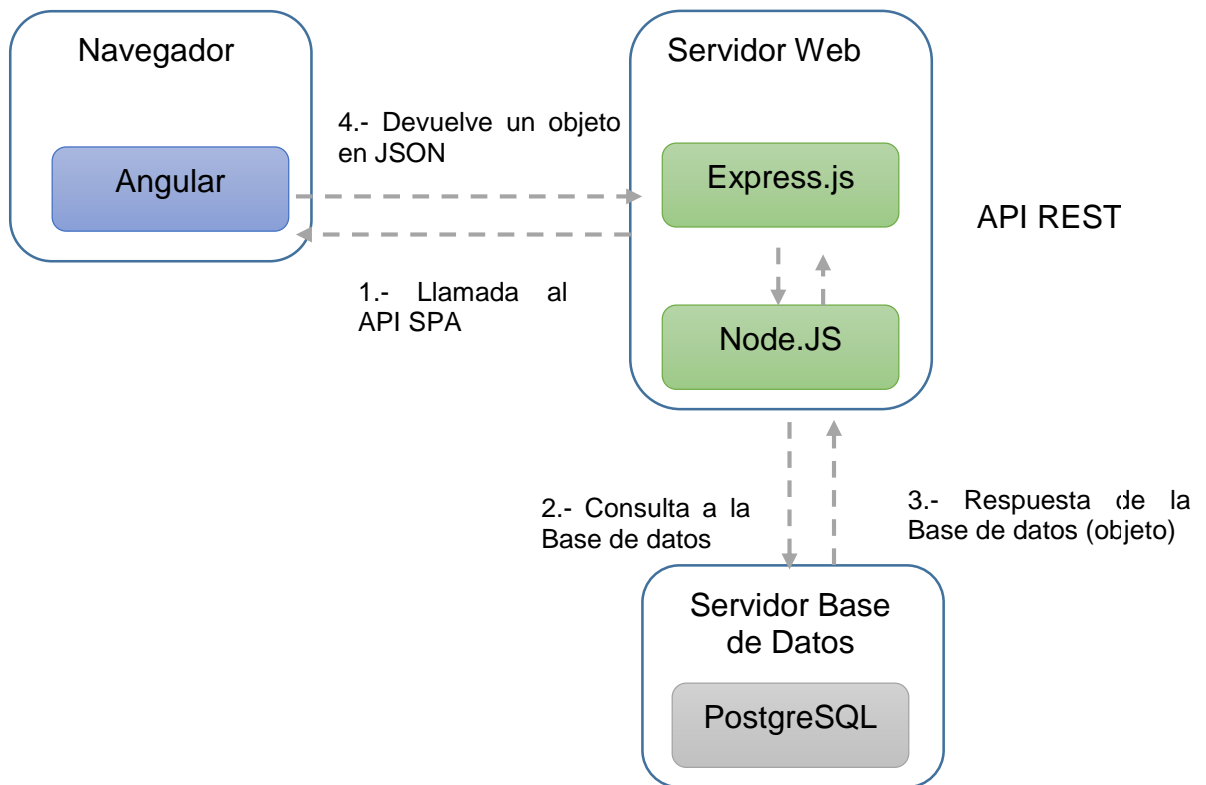 Navegador
Angular
4.- Devuelve un objeto
en JSON
1.- Llamada al
API SPA
Servidor Web
Express.js
Node.JS
API REST
2.- Consulta a la
Base de datos
3.- Respuesta de la
Base de datos (objeto)
Servidor Base
de Datos
PostgreSQL